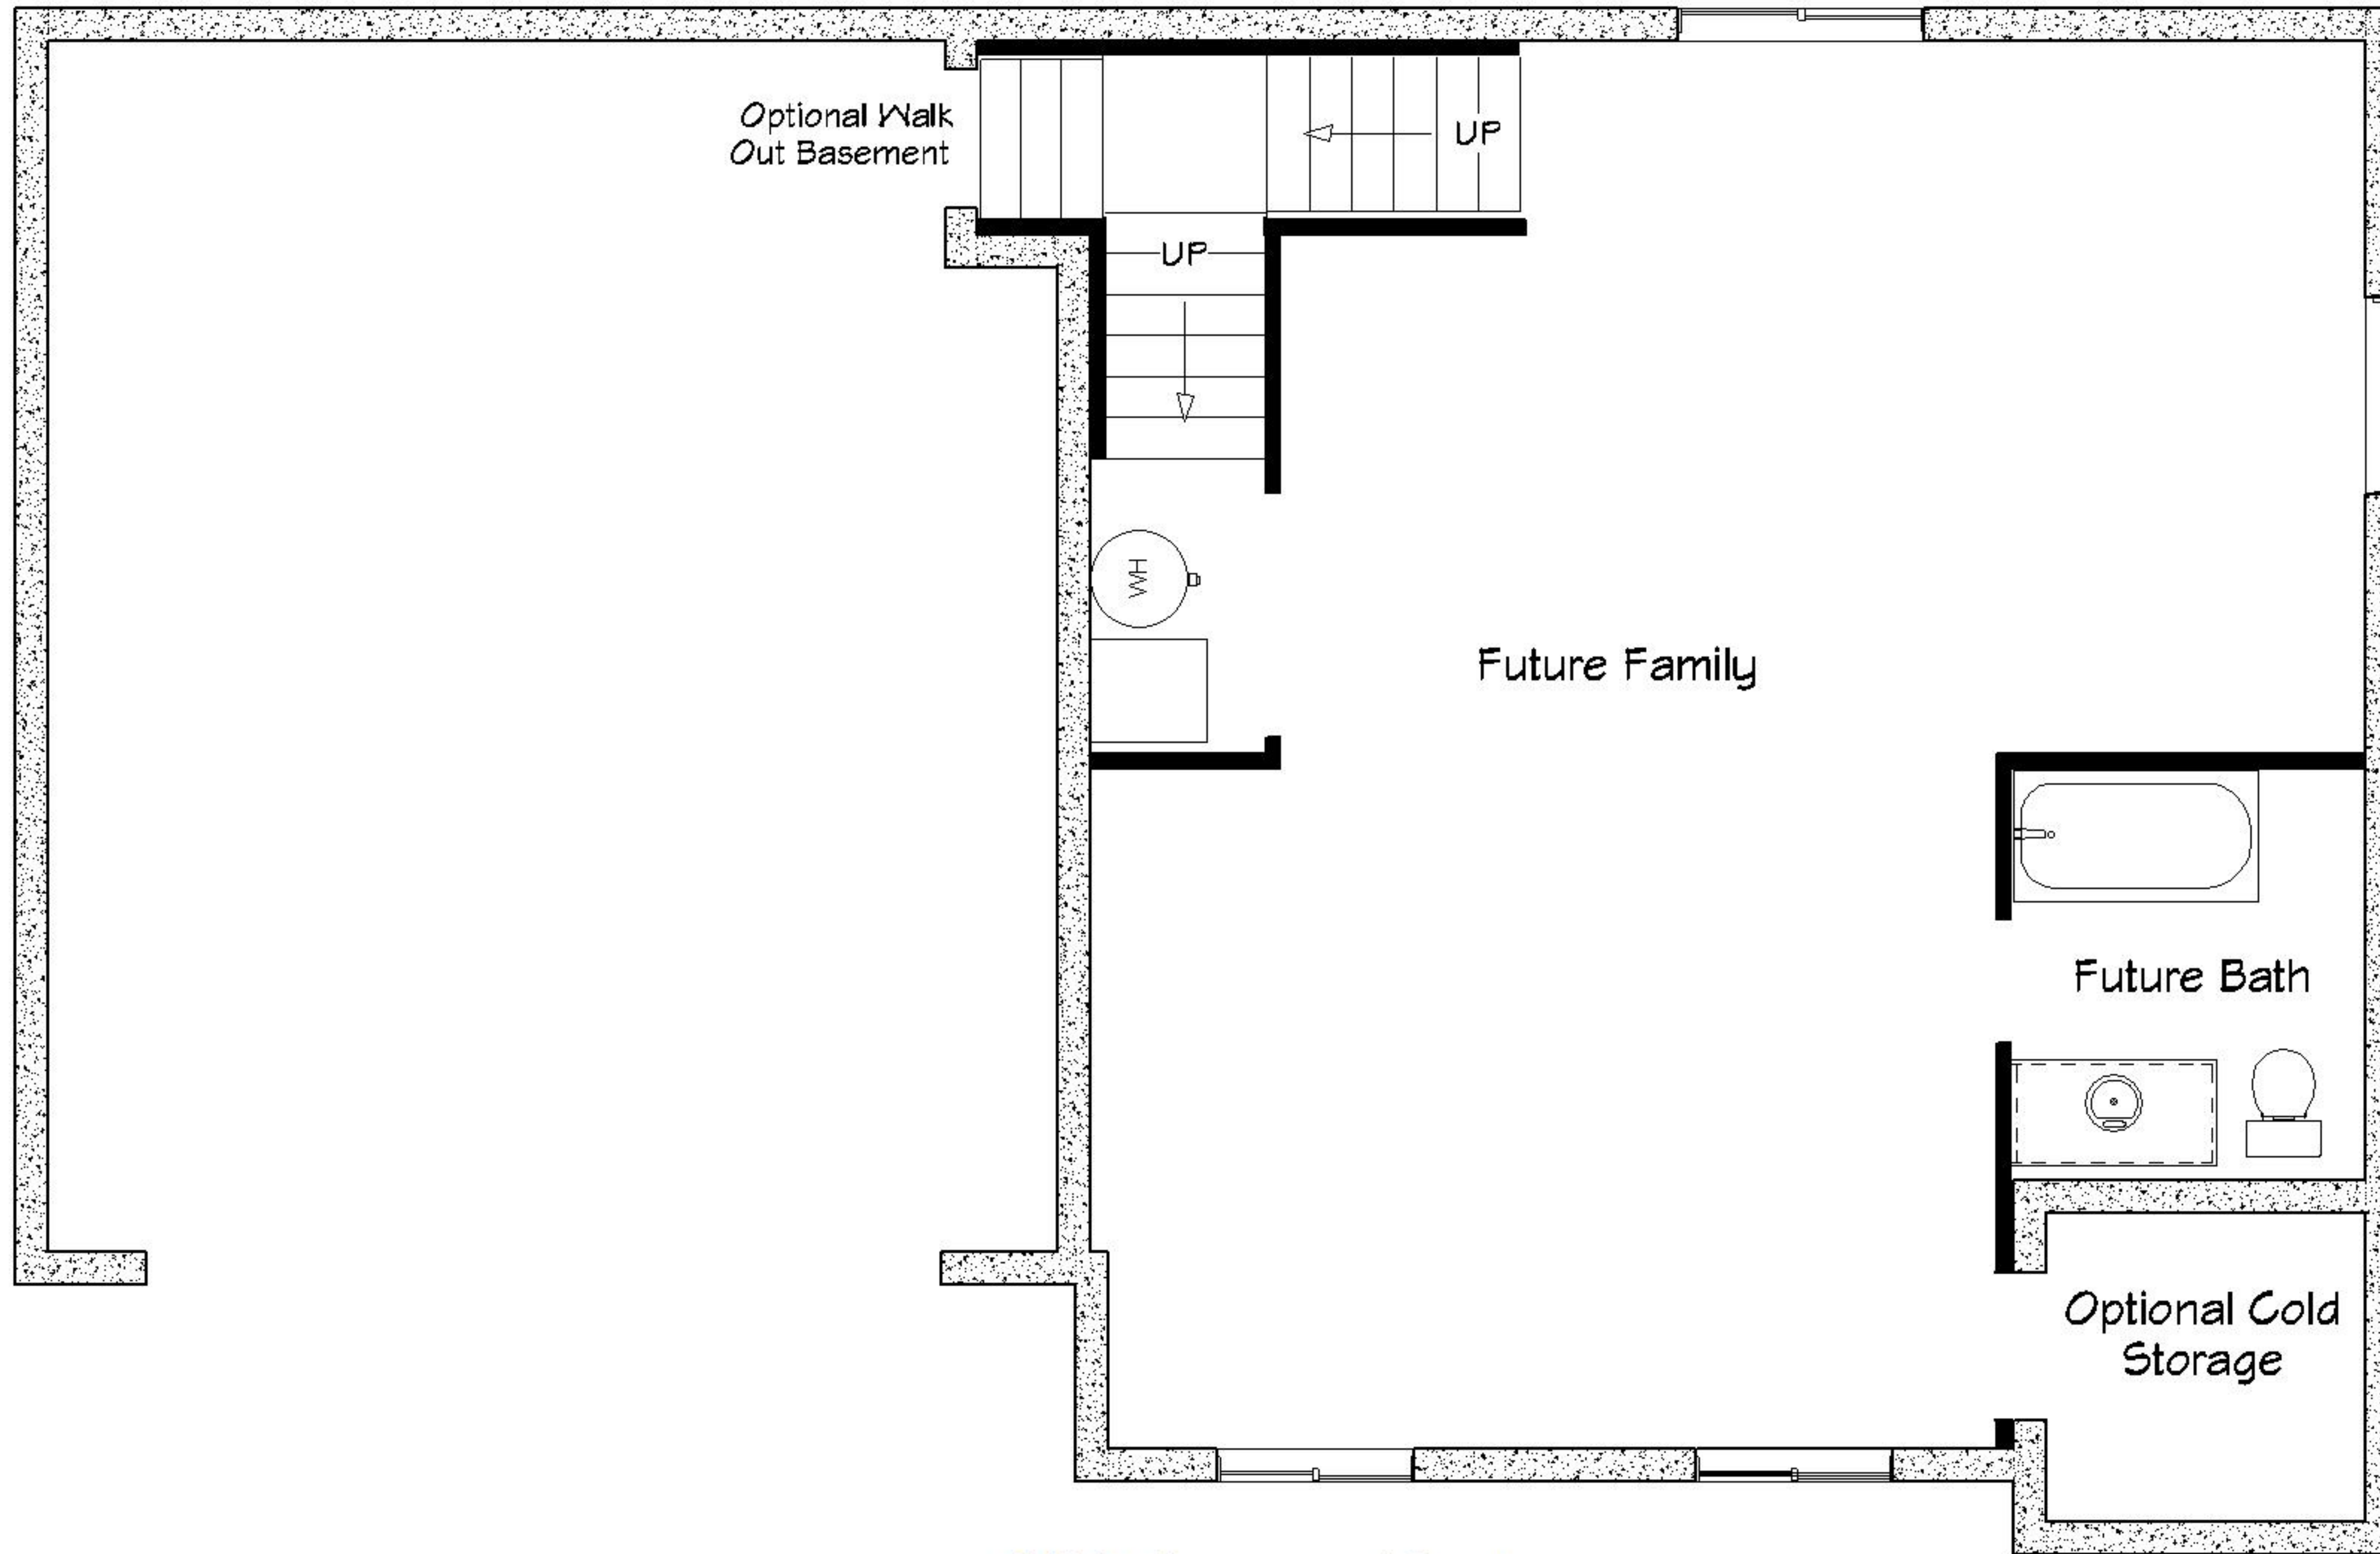 Optional Walk
Out Basement
UP
UP
WH
Future Family
Future Bath
Optional Cold
Storage